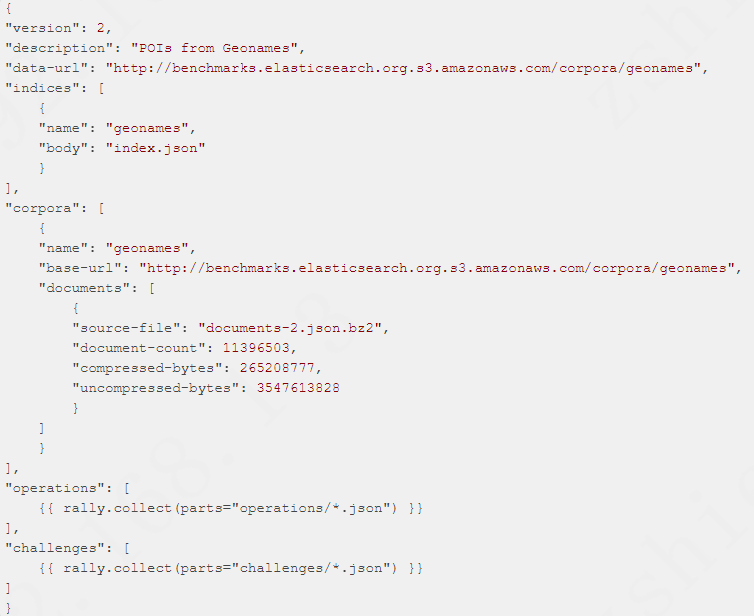 {
"version": 2,
"description": "POIs from Geonames",
"data-url": "http://benchmarks.elasticsearch.org.s3.amazonaws.com/corpora/geonames",
"indices": [
    {
    "name": "geonames",
    "body": "index.json"
    }
],
"corpora": [
    {
    "name": "geonames",
    "base-url": "http://benchmarks.elasticsearch.org.s3.amazonaws.com/corpora/geonames",
    "documents": [
        {
        "source-file": "documents-2.json.bz2",
        "document-count": 11396503,
        "compressed-bytes": 265208777,
        "uncompressed-bytes": 3547613828
        }
    ]
    }
],
"operations": [
    {{ rally.collect(parts="operations/*.json") }}
],
"challenges": [
    {{ rally.collect(parts="challenges/*.json") }}
]
}